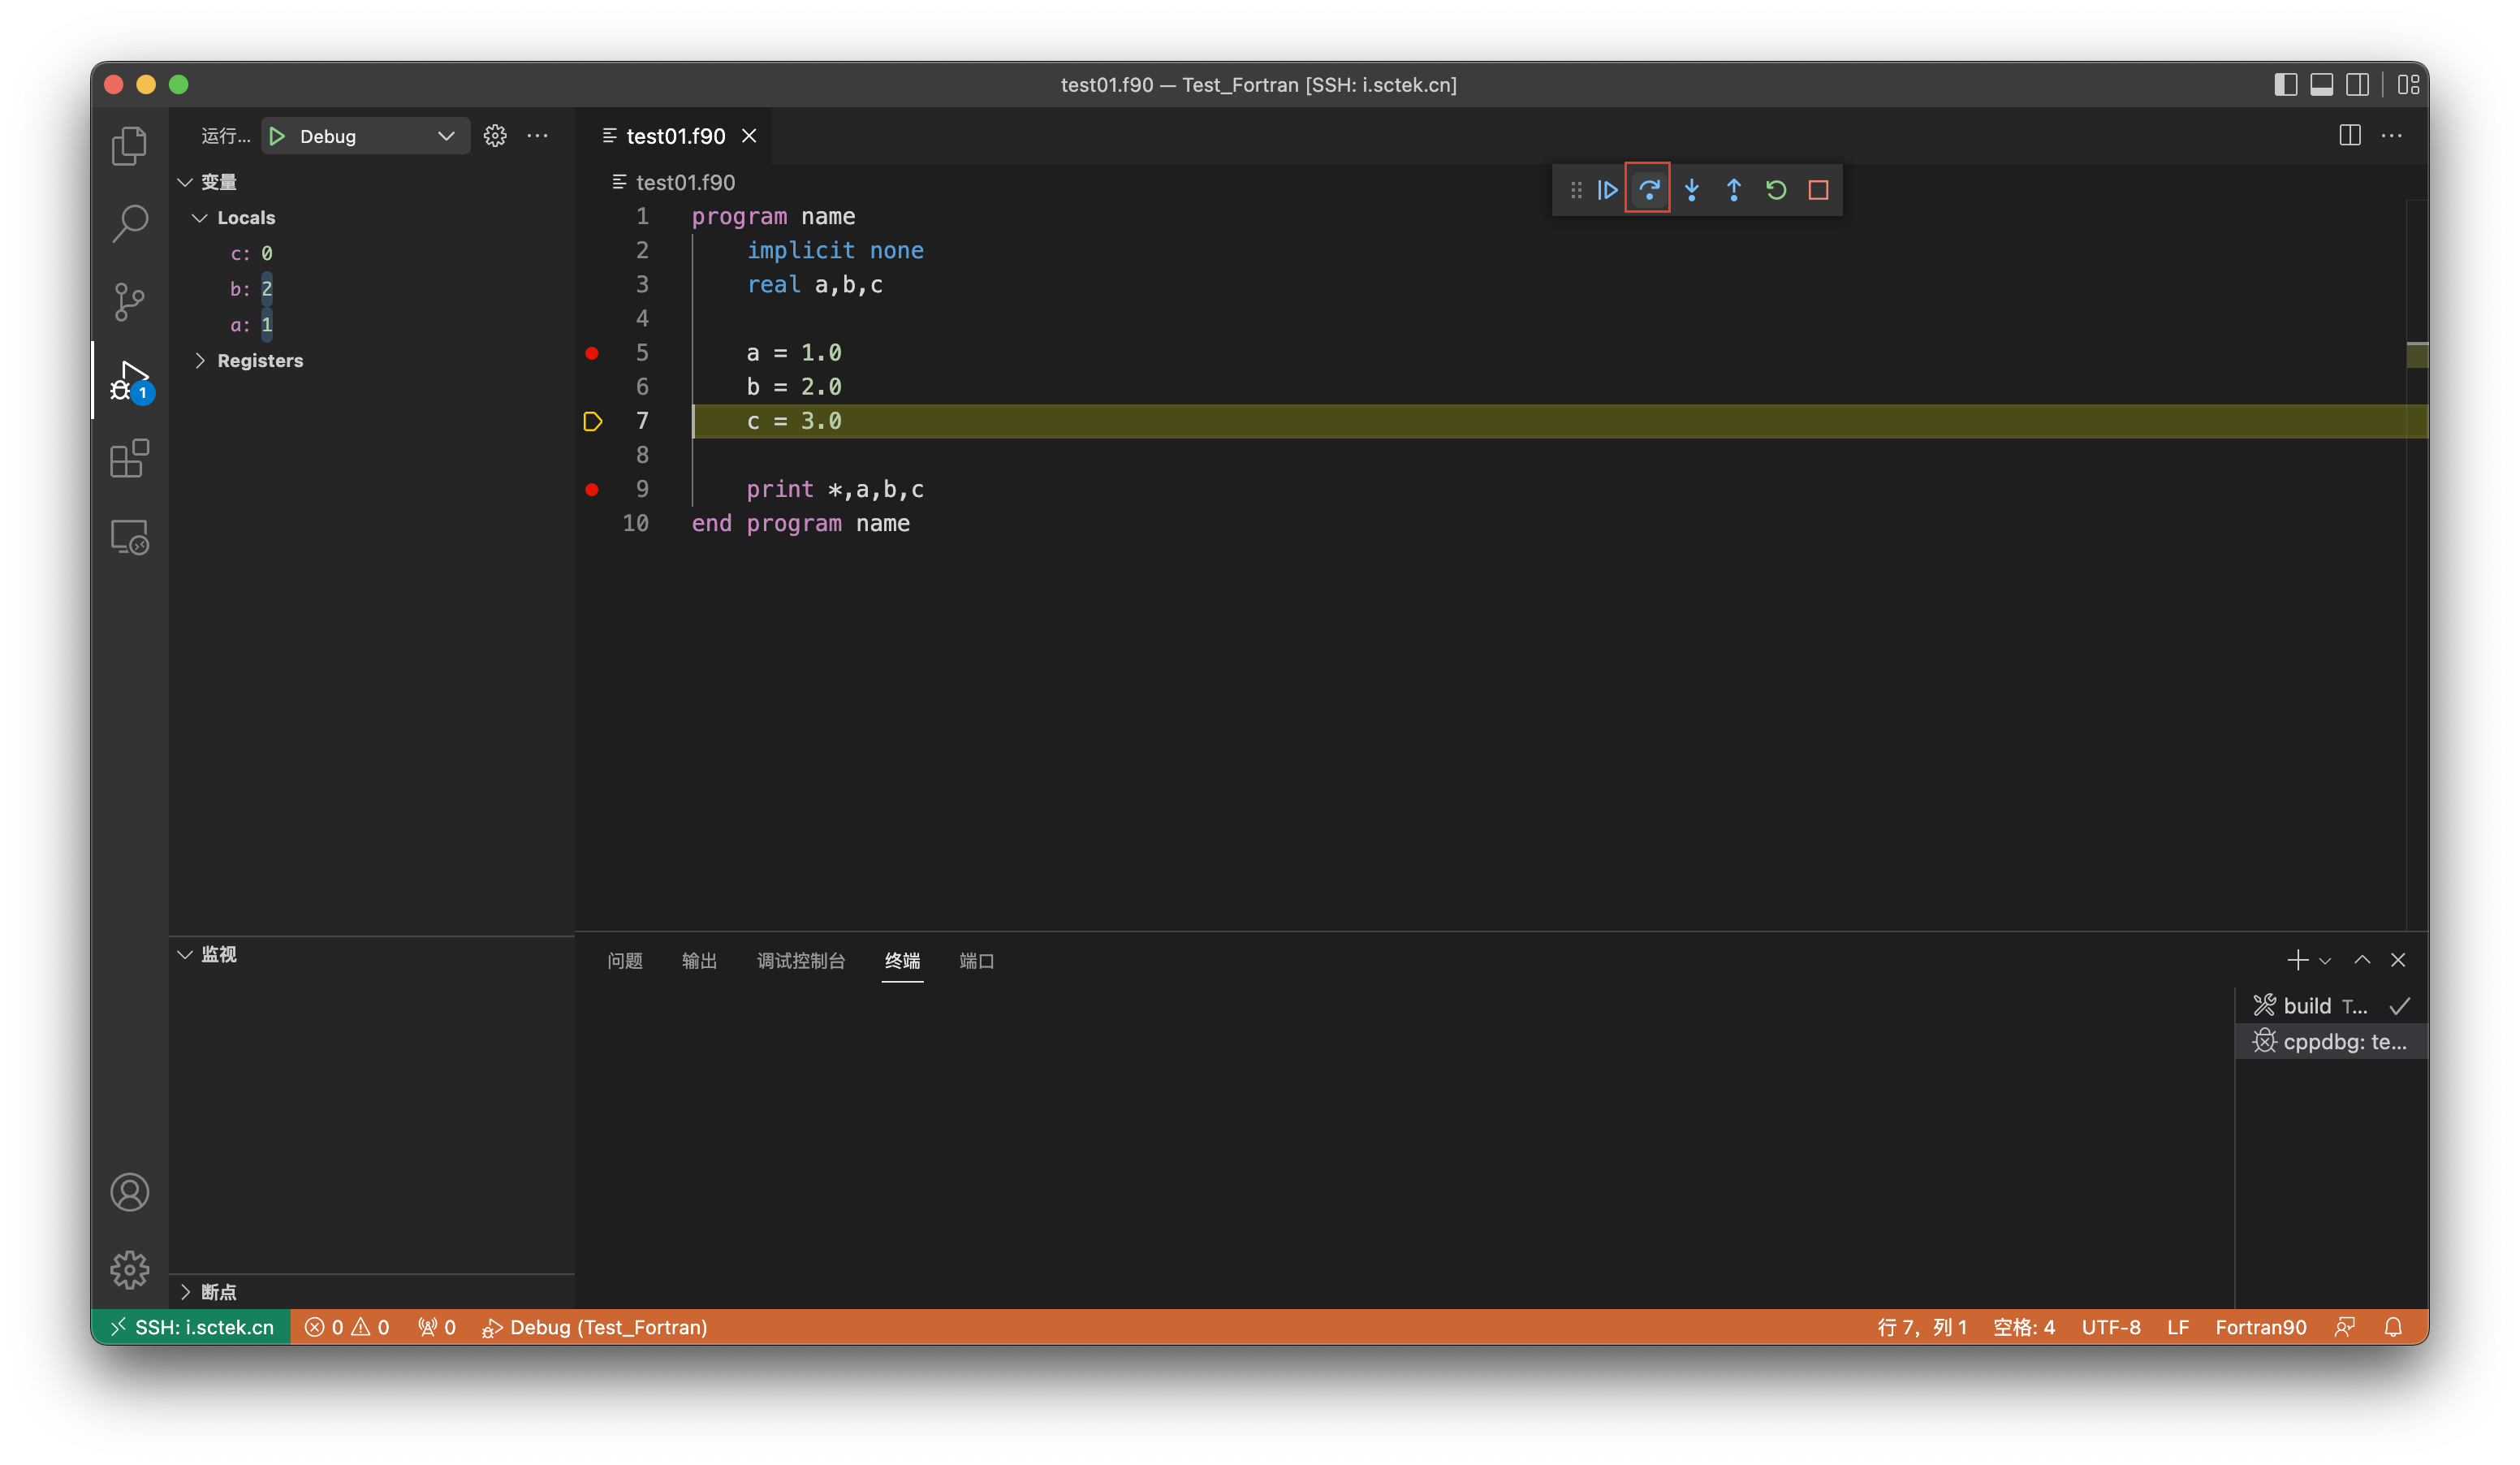 test01.f90 — Test_Fortran [SSH: i.sctek.cn]
运行... Debug
test01.f90
变量
Locals
c: 0
b: 2
a: 1
Registers
监视
断点
1
test01.f90
1 program name
2     implicit none
3     real a,b,c
4
5     a = 1.0
6     b = 2.0
7     c = 3.0
8
9     print *,a,b,c
10 end program name
问题 输出 调试控制台 终端 端口
build T...
cppdbg: te...
SSH: i.sctek.cn 0 0 0 Debug (Test_Fortran) 行 7，列 1 空格: 4 UTF-8 LF Fortran90